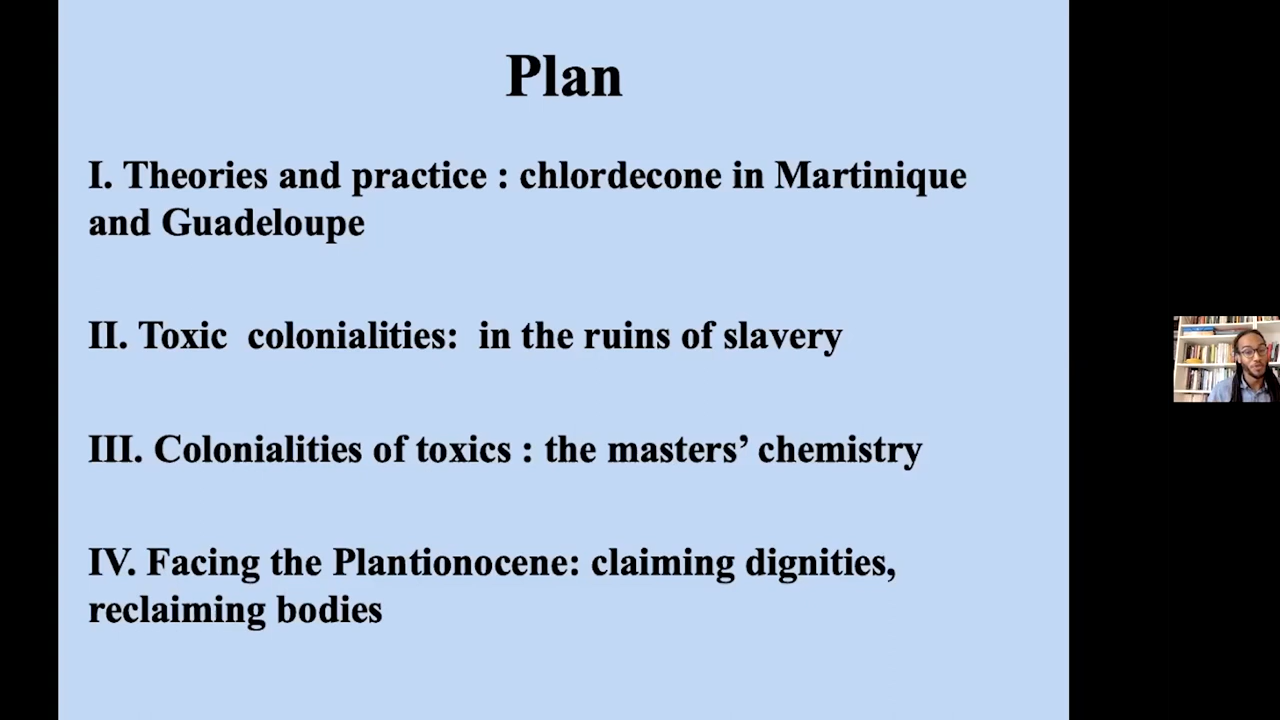 Plan
I. Theories and practice : chlordecone in Martinique
and Guadeloupe
II. Toxic  colonialities:  in the ruins of slavery
III. Colonialities of toxics : the masters’ chemistry
IV. Facing the Plantionocene: claiming dignities,
reclaiming bodies